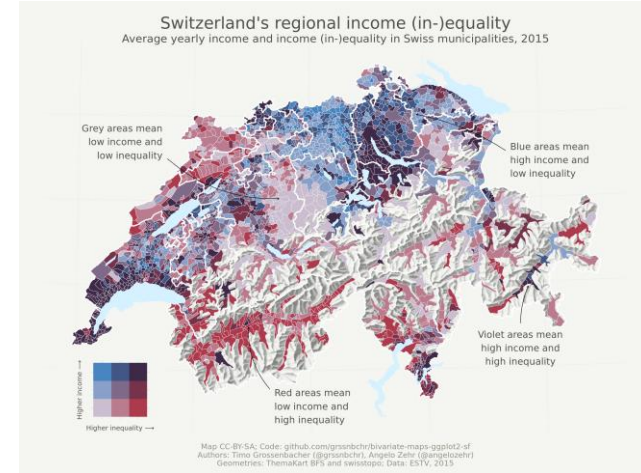 Switzerland's regional income (in-)equality
Average yearly income and income (in-)equality in Swiss municipalities, 2015
Grey areas mean
low income and
low inequality
Blue areas mean
high income and
low inequality
Violet areas mean
high income and
high inequality
Red areas mean
low income and
high inequality
Higher income ⟶
Higher inequality ⟶
Map CC-BY-SA; Code: github.com/grssnbchr/bivariate-maps-ggplot2-sf
Authors: Timo Grossenbacher (@grssnbchr), Angelo Zehr (@angelozehr)
Geometries: ThemaKart BFS and swisstopo; Data: ESTV, 2015